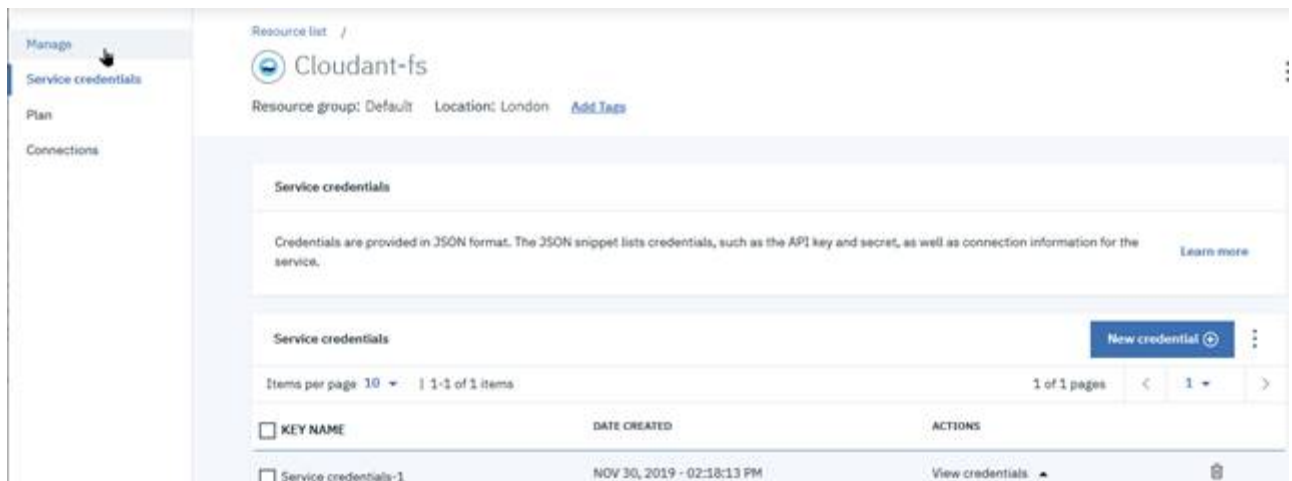 Manage
Service credentials
Plan
Connections
Resource list /
Cloudant-fs
Resource group: Default Location: London Add Tags
Service credentials
Credentials are provided in JSON format. The JSON snippet lists credentials, such as the API key and secret, as well as connection information for the
service.
Learn more
Service credentials
New credential
Items per page 10 | 1-1 of 1 items
1 of 1 pages < 1 >
KEY NAME DATE CREATED ACTIONS
Service credentials-1 NOV 30, 2019 - 02:18:13 PM View credentials